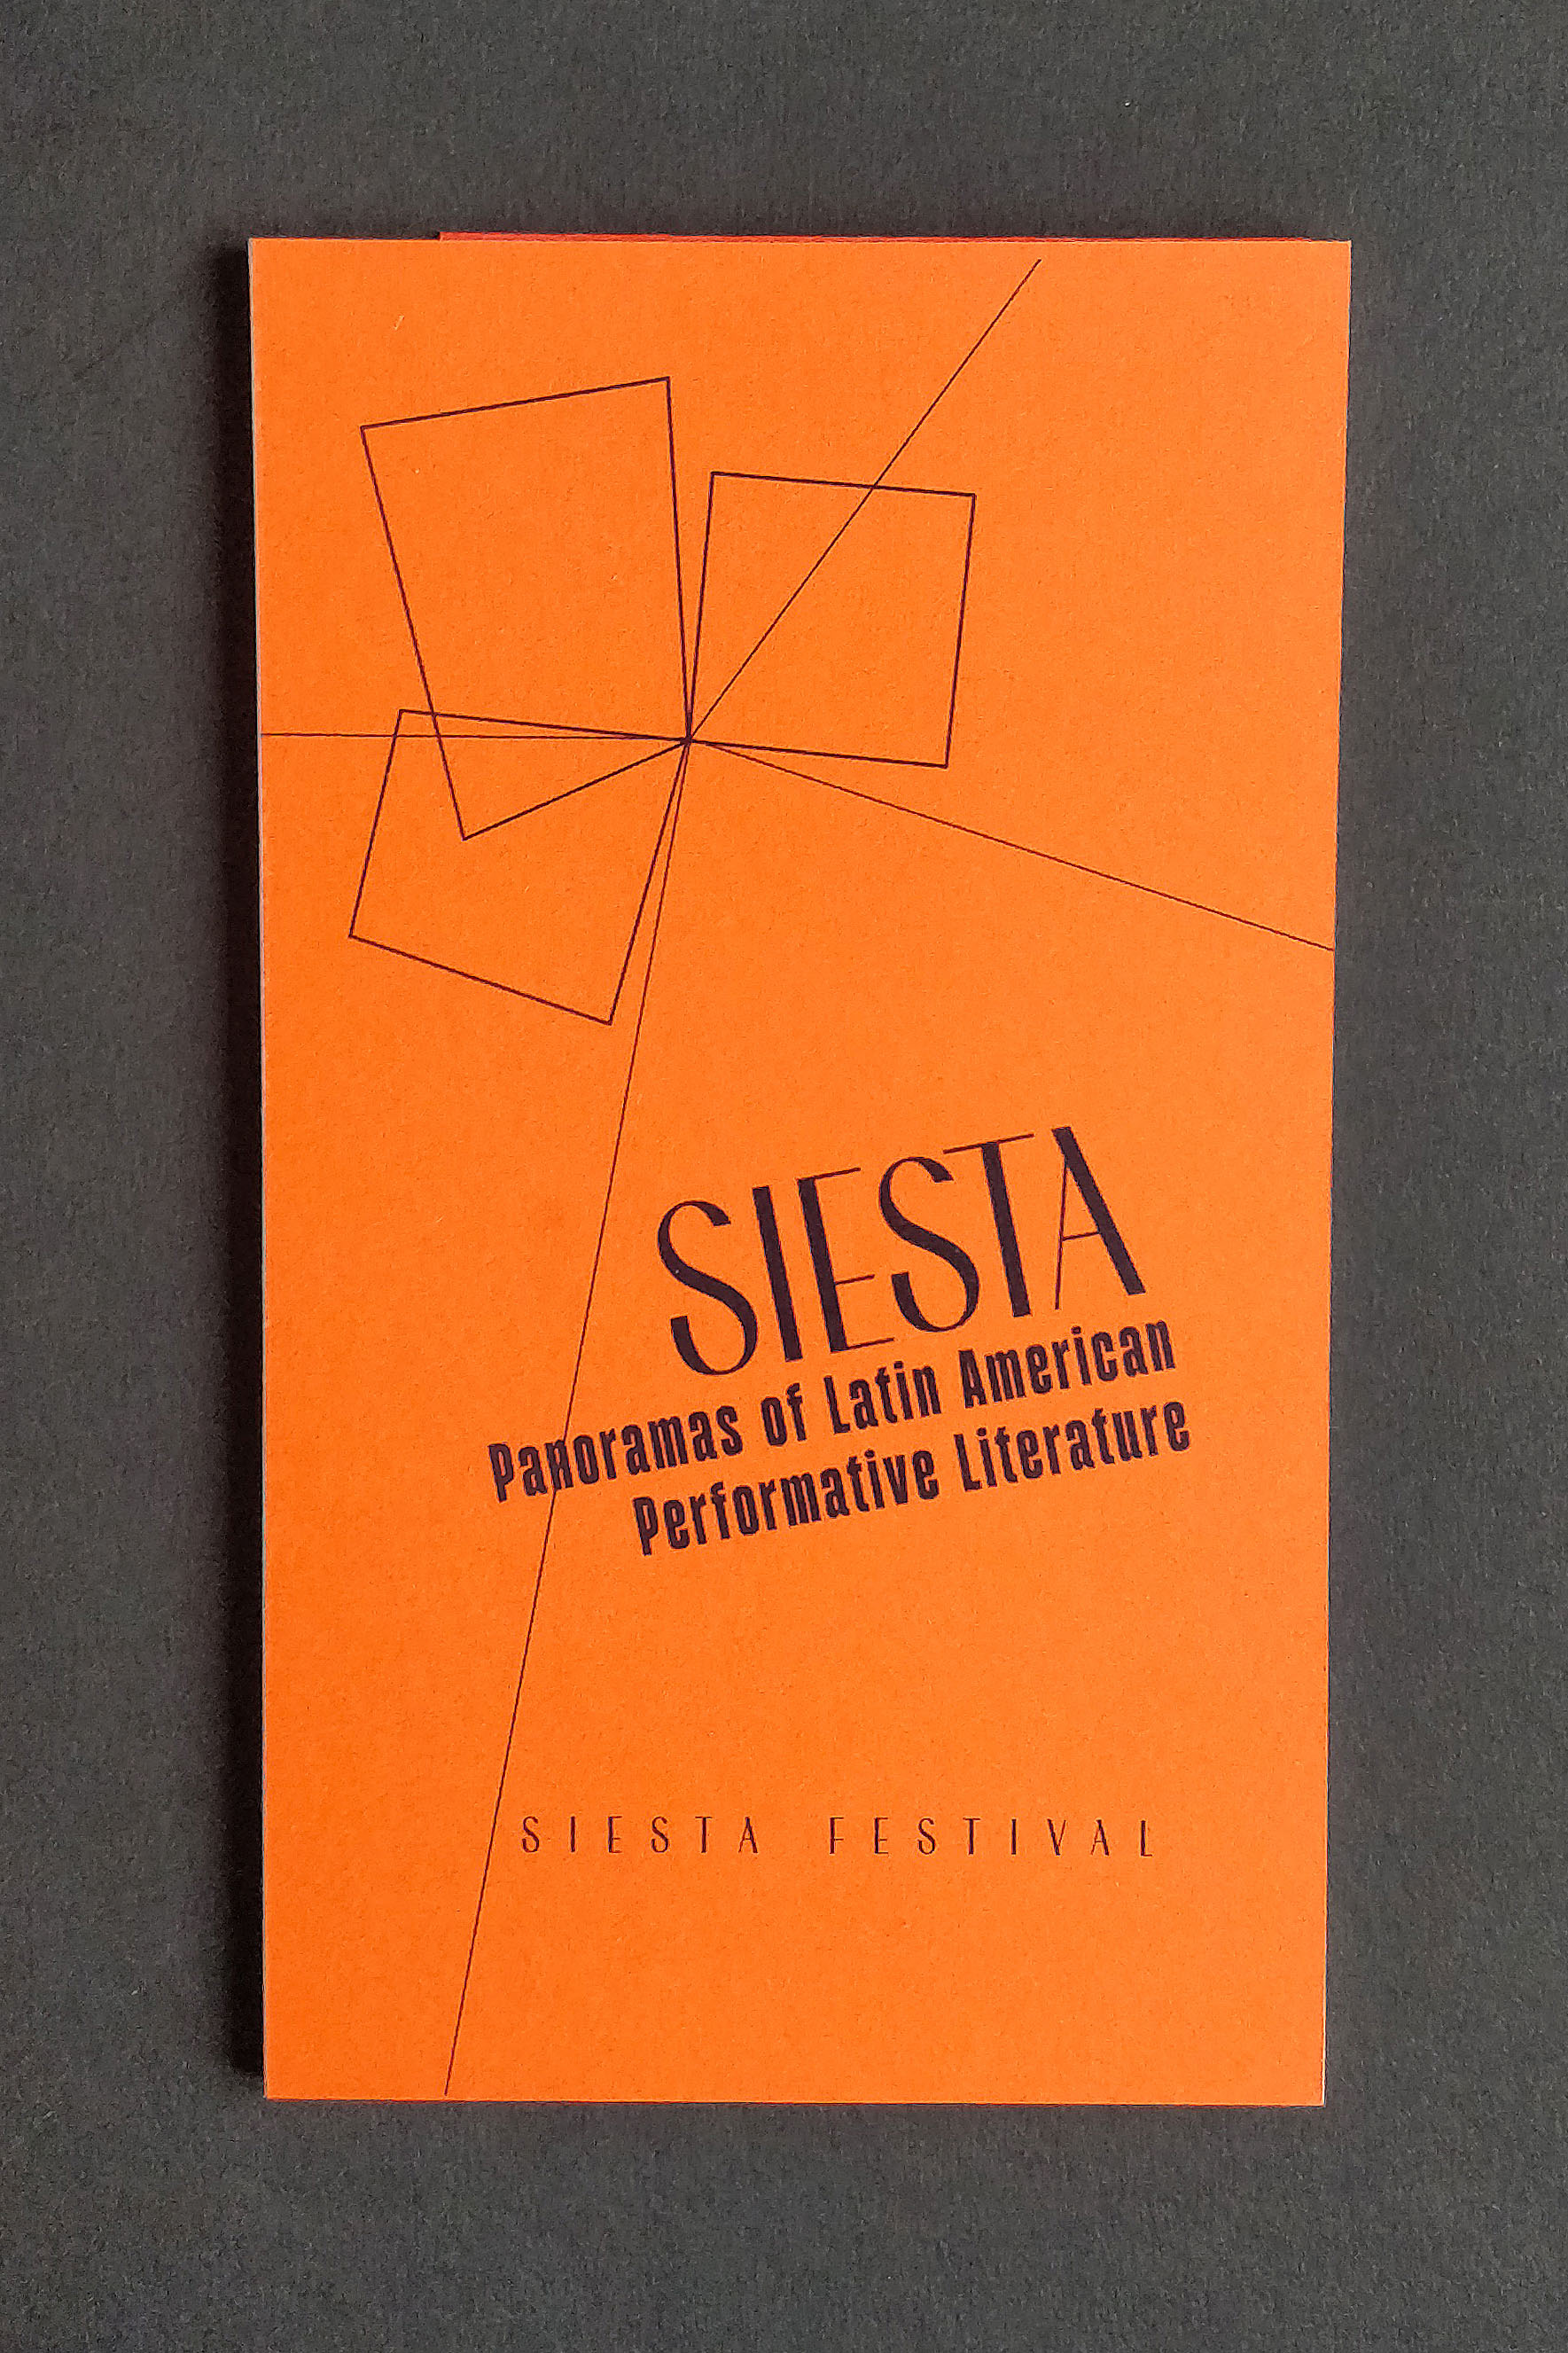 SIESTA
Panoramas of Latin American
Performative Literature
SIESTA FESTIVAL